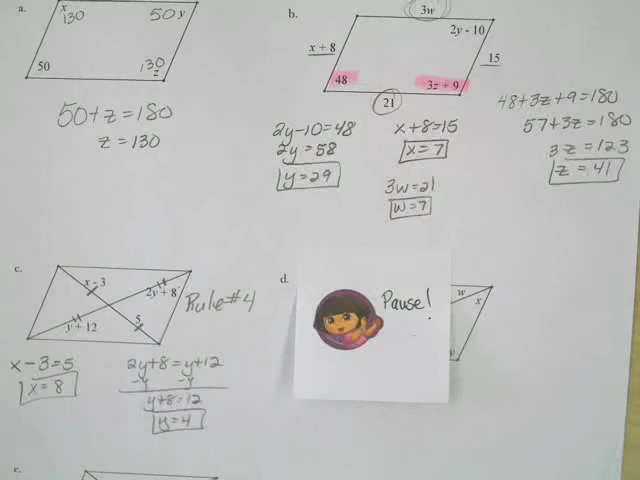 a.
x
130
50 y
50
130
z
50+z=180
z=130
b.
3w
2y - 10
x + 8
15
48
3z + 9
21
2y-10=48
2y=58
y=29
x+8=15
x=7
3w=21
w=7
48+3z+9=180
57+3z=180
3z=123
z=41
c.
x - 3
2y + 8
y + 12
5
Rule #4
x-3=5
x=8
2y+8=y+12
-y -y
y+8=12
y=4
d.
Pause!
w
x
e.